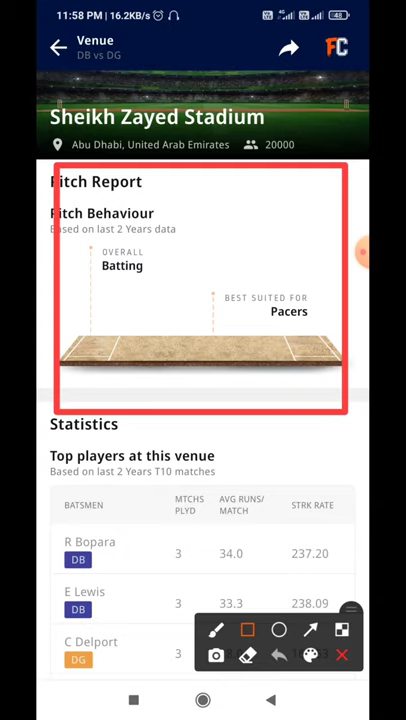 11:58 PM | 16.2KB/s
4G
48
Venue
DB vs DG
FC
Sheikh Zayed Stadium
Abu Dhabi, United Arab Emirates 20000
Pitch Report
Pitch Behaviour
Based on last 2 Years data
OVERALL
Batting
BEST SUITED FOR
Pacers
Statistics
Top players at this venue
Based on last 2 Years T10 matches
BATSMEN MTCHS PLYD AVG RUNS/ MATCH STRK RATE
R Bopara
DB 3 34.0 237.20
E Lewis
DB 3 33.3 238.09
C Delport
DG 3